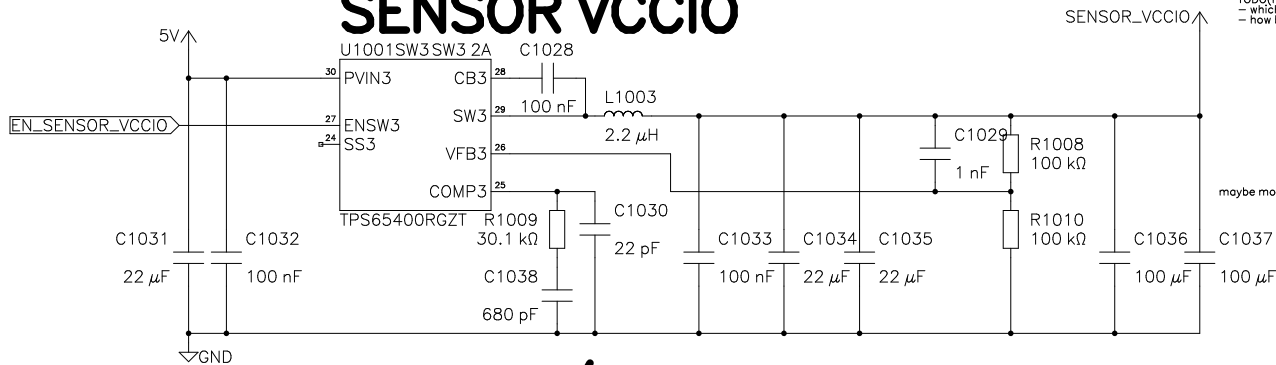 SENSOR VCCIO
SENSOR_VCCIO
– which
– how
5V
U1001SW3 SW3 2A
C1028
30 PVIN3
CB3 28
100 nF
L1003
2.2 μH
EN_SENSOR_VCCIO
27 ENSW3
SW3 29
24 SS3
VFB3 26
COMP3 25
TPS65400RGZT
C1029
1 nF
R1008
100 kΩ
maybe mo
R1009
30.1 kΩ
C1030
22 pF
R1010
100 kΩ
C1031
22 μF
C1032
100 nF
C1038
680 pF
C1033
100 nF
C1034
22 μF
C1035
22 μF
C1036
100 μF
C1037
100 μF
GND